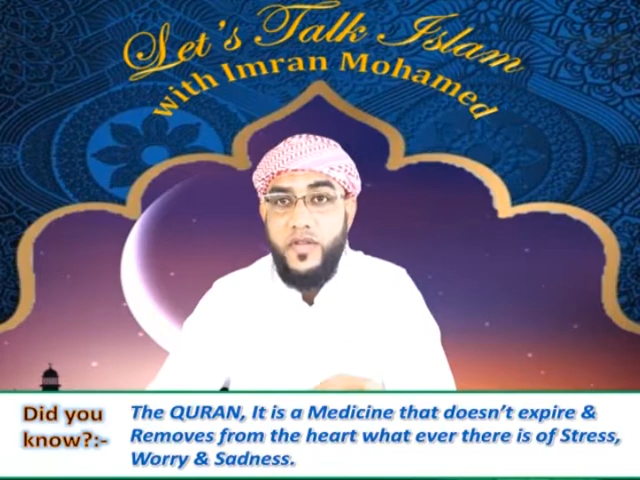 Let's Talk Islam
with Imran Mohamed
Did you
know?:-
The QURAN, It is a Medicine that doesn't expire &
Removes from the heart what ever there is of Stress,
Worry & Sadness.